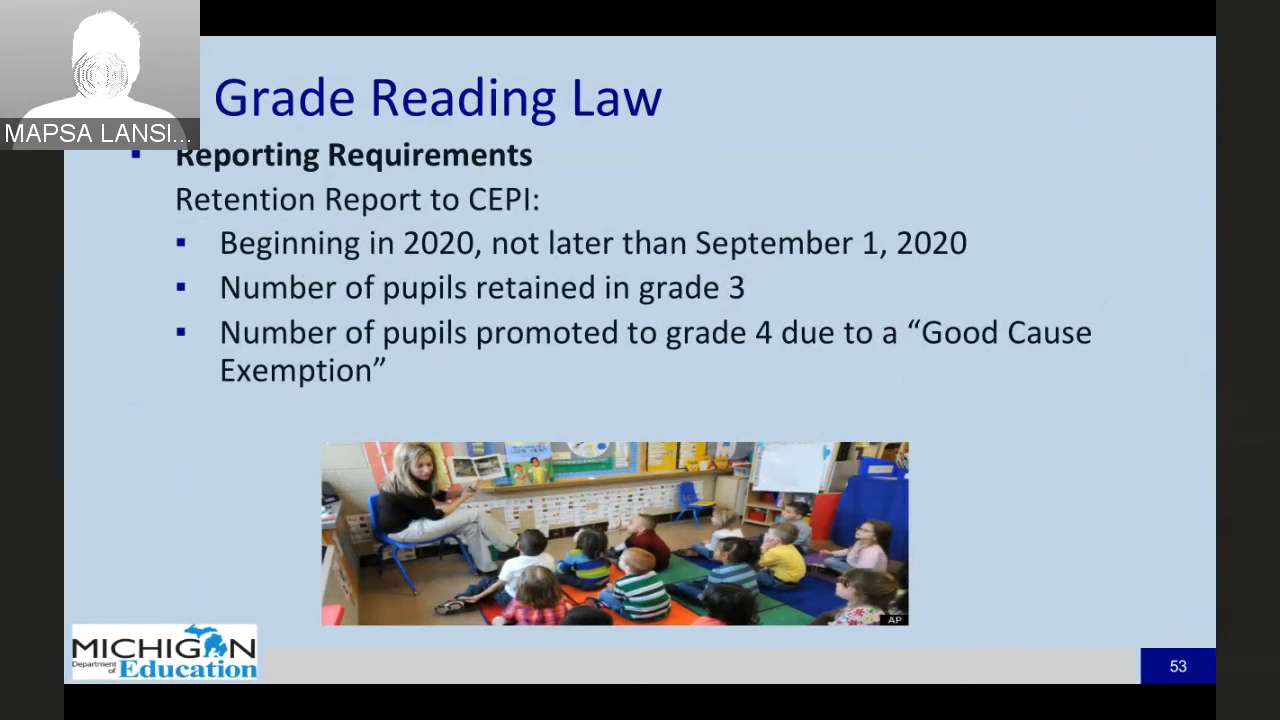 MAPSA LANSI...
Grade Reading Law
▪ Reporting Requirements
Retention Report to CEPI:
▪ Beginning in 2020, not later than September 1, 2020
▪ Number of pupils retained in grade 3
▪ Number of pupils promoted to grade 4 due to a “Good Cause
Exemption”
AP
MICHIGAN
Department
of Education
53